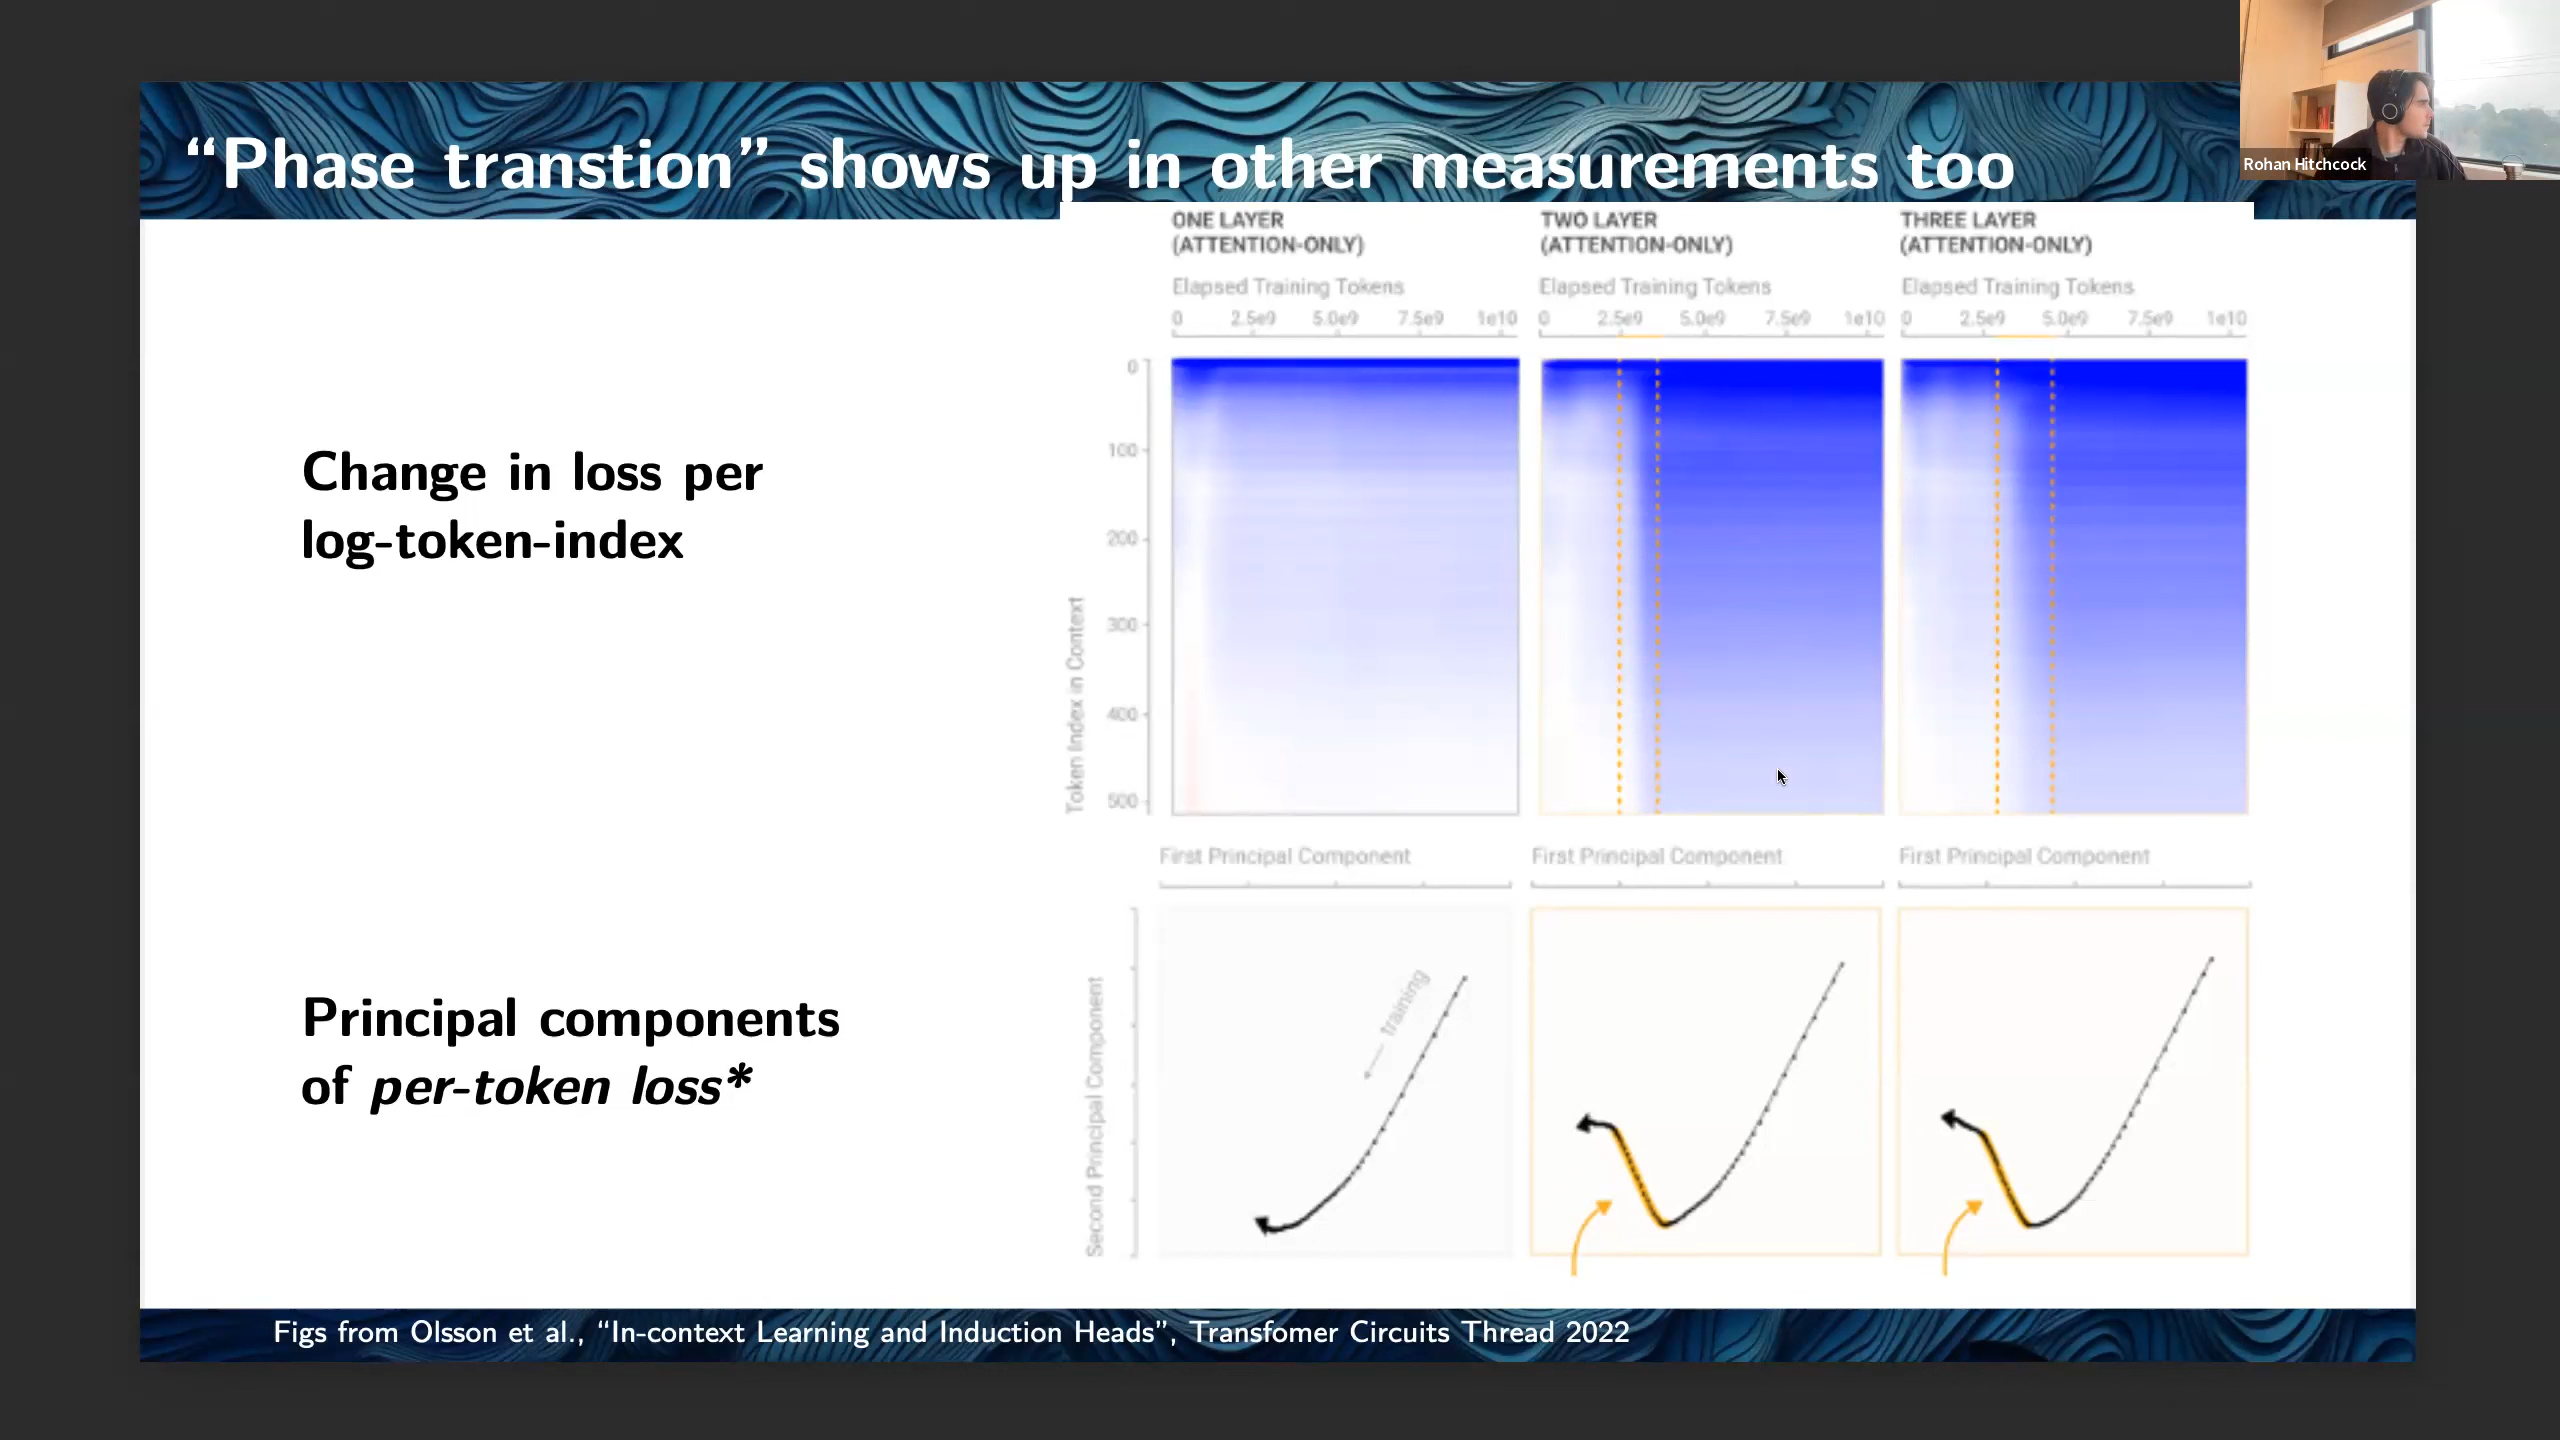 Rohan Hitchcock
“Phase transtion” shows up in other measurements too
ONE LAYER
(ATTENTION-ONLY)
Elapsed Training Tokens
0 2.5e9 5.0e9 7.5e9 1e10
TWO LAYER
(ATTENTION-ONLY)
Elapsed Training Tokens
0 2.5e9 5.0e9 7.5e9 1e10
THREE LAYER
(ATTENTION-ONLY)
Elapsed Training Tokens
0 2.5e9 5.0e9 7.5e9 1e10
Change in loss per
log-token-index
Token Index in Context
0
100
200
300
400
500
First Principal Component
First Principal Component
First Principal Component
Principal components
of per-token loss*
Second Principal Component
training
Figs from Olsson et al., “In-context Learning and Induction Heads”, Transfomer Circuits Thread 2022